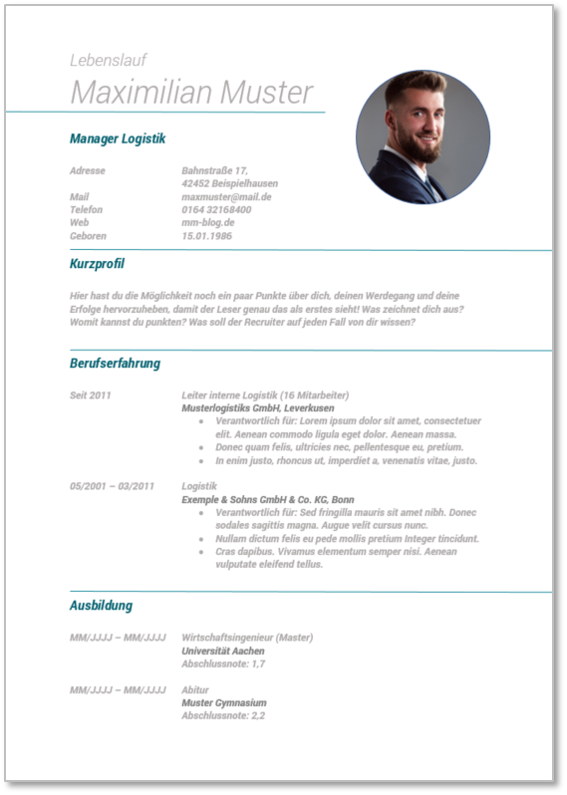 Lebenslauf
Maximilian Muster
Manager Logistik
Adresse Bahnstraße 17,
42452 Beispielhausen
Mail maxmuster@mail.de
Telefon 0164 32168400
Web mm-blog.de
Geboren 15.01.1986
Kurzprofil
Hier hast du die Möglichkeit noch ein paar Punkte über dich, deinen Werdegang und deine
Erfolge hervorzuheben, damit der Leser genau das als erstes sieht! Was zeichnet dich aus?
Womit kannst du punkten? Was soll der Recruiter auf jeden Fall von dir wissen?
Berufserfahrung
Seit 2011 Leiter interne Logistik (16 Mitarbeiter)
Musterlogistiks GmbH, Leverkusen
• Verantwortlich für: Lorem ipsum dolor sit amet, consectetuer
elit. Aenean commodo ligula eget dolor. Aenean massa.
• Donec quam felis, ultricies nec, pellentesque eu, pretium.
• In enim justo, rhoncus ut, imperdiet a, venenatis vitae, justo.
05/2001 – 03/2011 Logistik
Exemple & Sohns GmbH & Co. KG, Bonn
• Verantwortlich für: Sed fringilla mauris sit amet nibh. Donec
sodales sagittis magna. Augue velit cursus nunc.
• Nullam dictum felis eu pede mollis pretium Integer tincidunt.
• Cras dapibus. Vivamus elementum semper nisi. Aenean
vulputate eleifend tellus.
Ausbildung
MM/JJJJ – MM/JJJJ Wirtschaftsingenieur (Master)
Universität Aachen
Abschlussnote: 1,7
MM/JJJJ – MM/JJJJ Abitur
Muster Gymnasium
Abschlussnote: 2,2